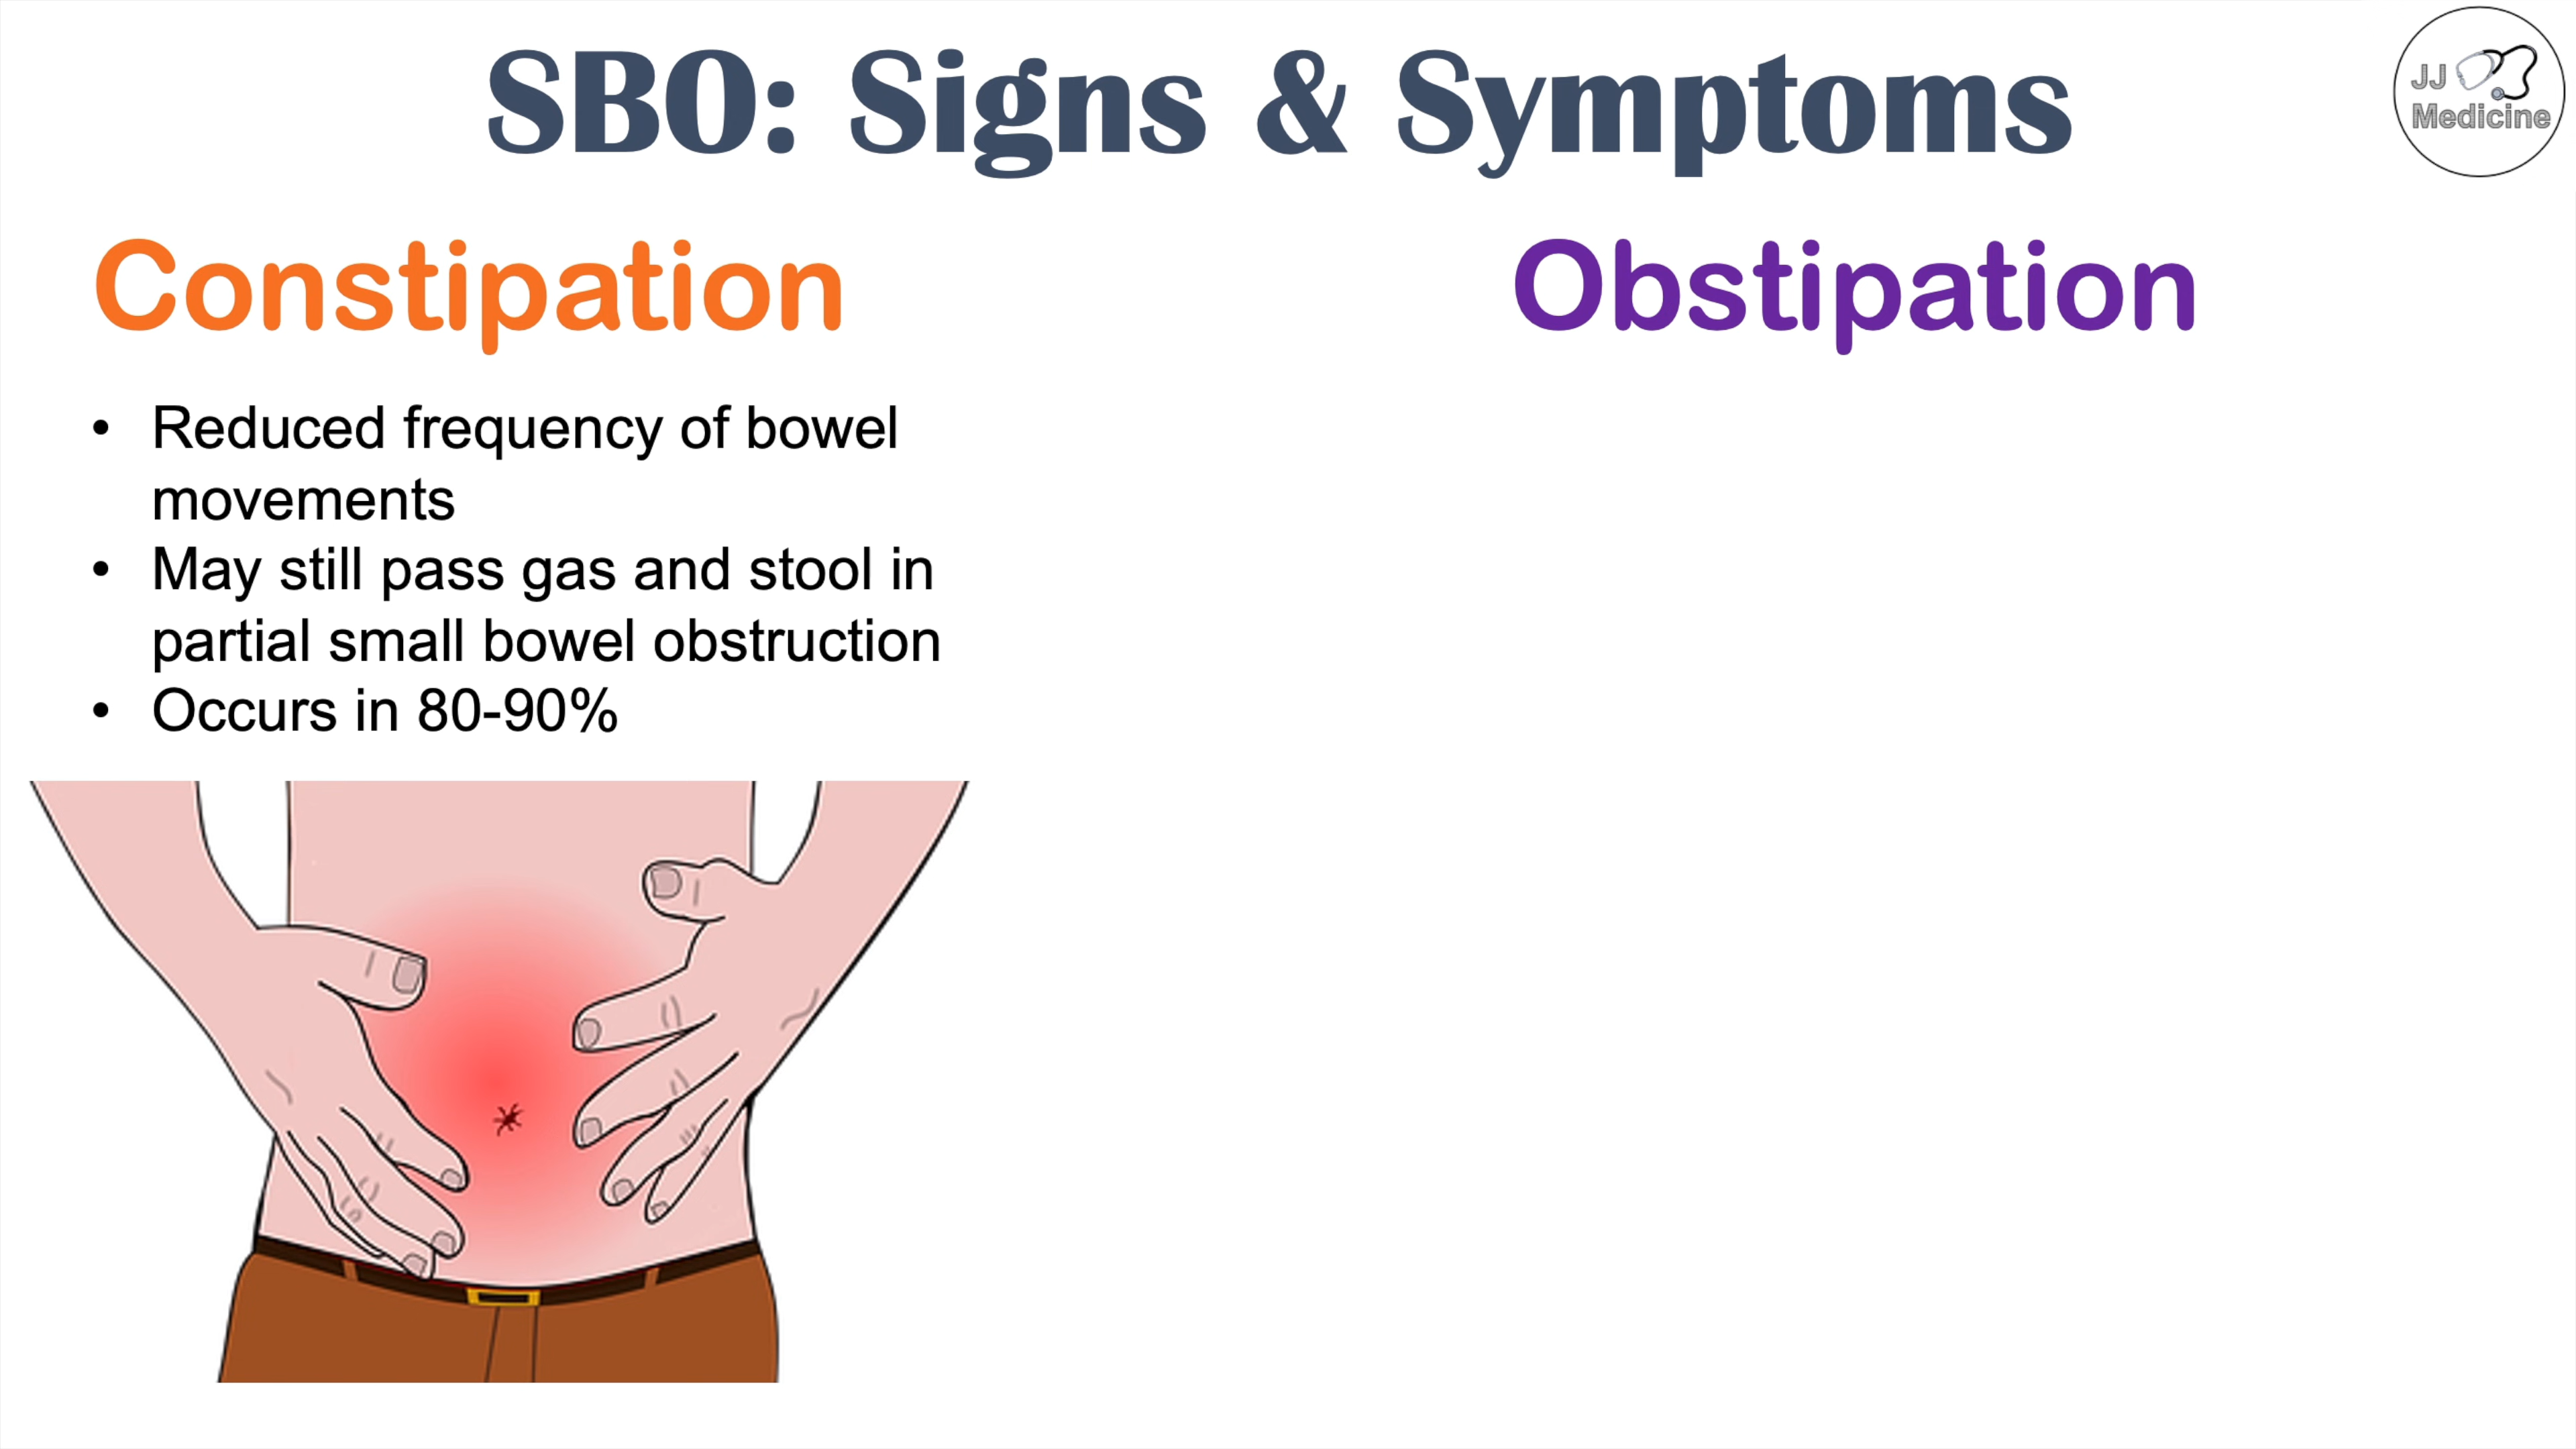 SBO: Signs & Symptoms
JJ
Medicine
Constipation
• Reduced frequency of bowel
movements
• May still pass gas and stool in
partial small bowel obstruction
• Occurs in 80-90%
Obstipation